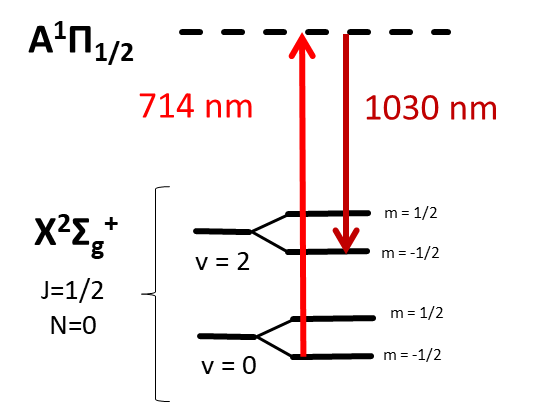 A¹Π₁/₂
714 nm
1030 nm
X²Σg⁺
J=1/2
N=0
m = 1/2
v = 2
m = -1/2
m = 1/2
v = 0
m = -1/2